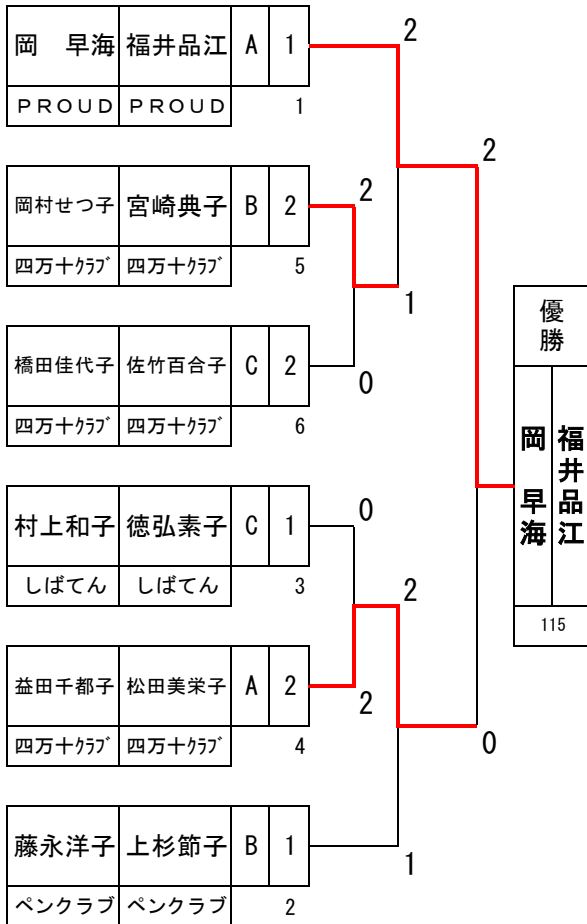 岡　早海 福井品江 A 1
ＰＲＯＵＤ ＰＲＯＵＤ 1
2
2
岡村せつ子 宮崎典子 B 2
四万十ｸﾗﾌﾞ 四万十ｸﾗﾌﾞ 5
2
1
橋田佳代子 佐竹百合子 C 2
四万十ｸﾗﾌﾞ 四万十ｸﾗﾌﾞ 6
0
村上和子 徳弘素子 C 1
しばてん しばてん 3
0
2
益田千都子 松田美栄子 A 2
四万十ｸﾗﾌﾞ 四万十ｸﾗﾌﾞ 4
2
0
藤永洋子 上杉節子 B 1
ペンクラブ ペンクラブ 2
1
優勝
岡　早海
福井品江
115